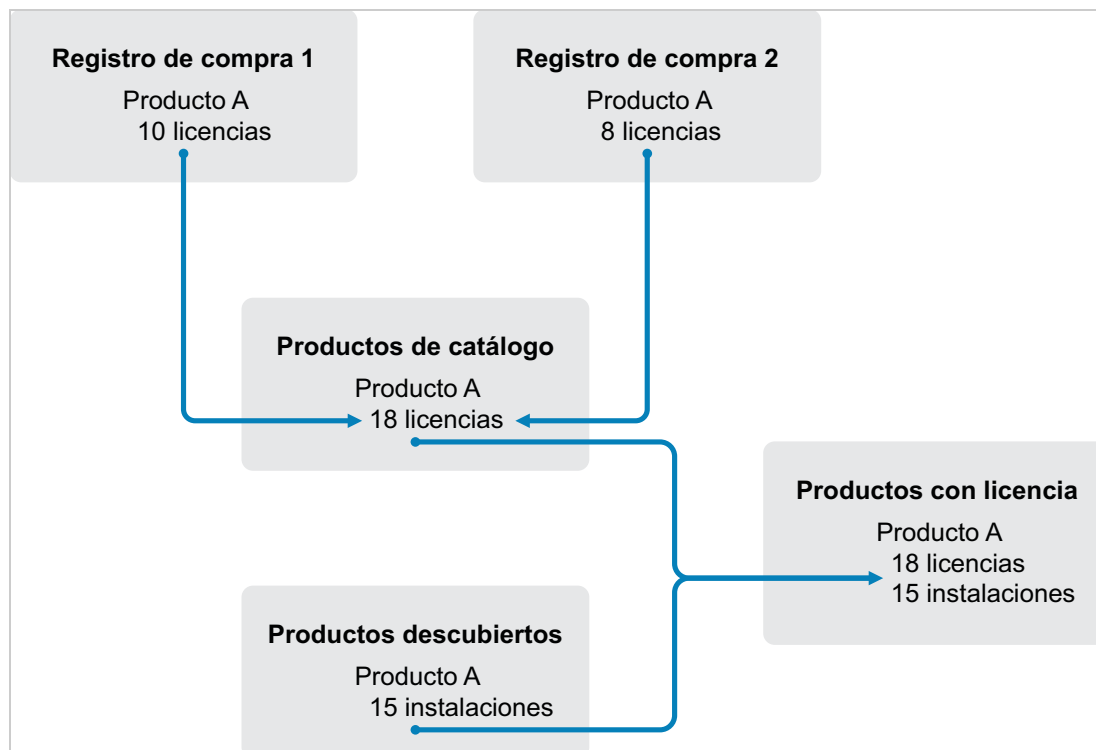 Registro de compra 1
Producto A
10 licencias
Registro de compra 2
Producto A
8 licencias
Productos de catálogo
Producto A
18 licencias
Productos con licencia
Producto A
18 licencias
15 instalaciones
Productos descubiertos
Producto A
15 instalaciones